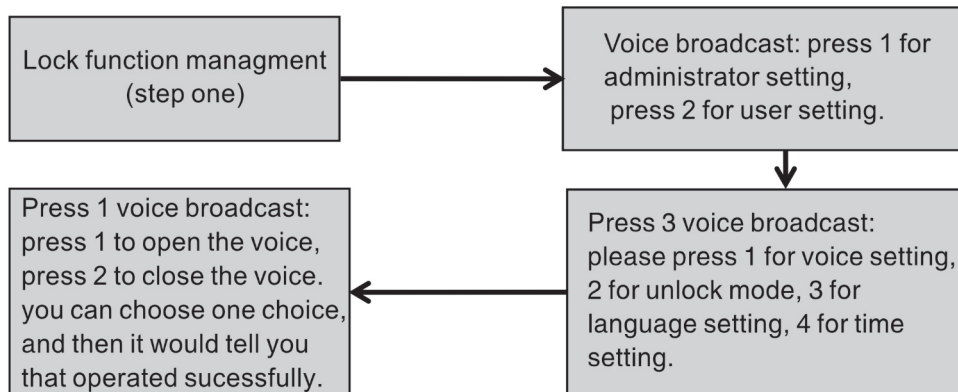 Lock function managment
(step one)
Voice broadcast: press 1 for
administrator setting,
press 2 for user setting.
Press 3 voice broadcast:
please press 1 for voice setting,
2 for unlock mode, 3 for
language setting, 4 for time
setting.
Press 1 voice broadcast:
press 1 to open the voice,
press 2 to close the voice.
you can choose one choice,
and then it would tell you
that operated sucessfully.